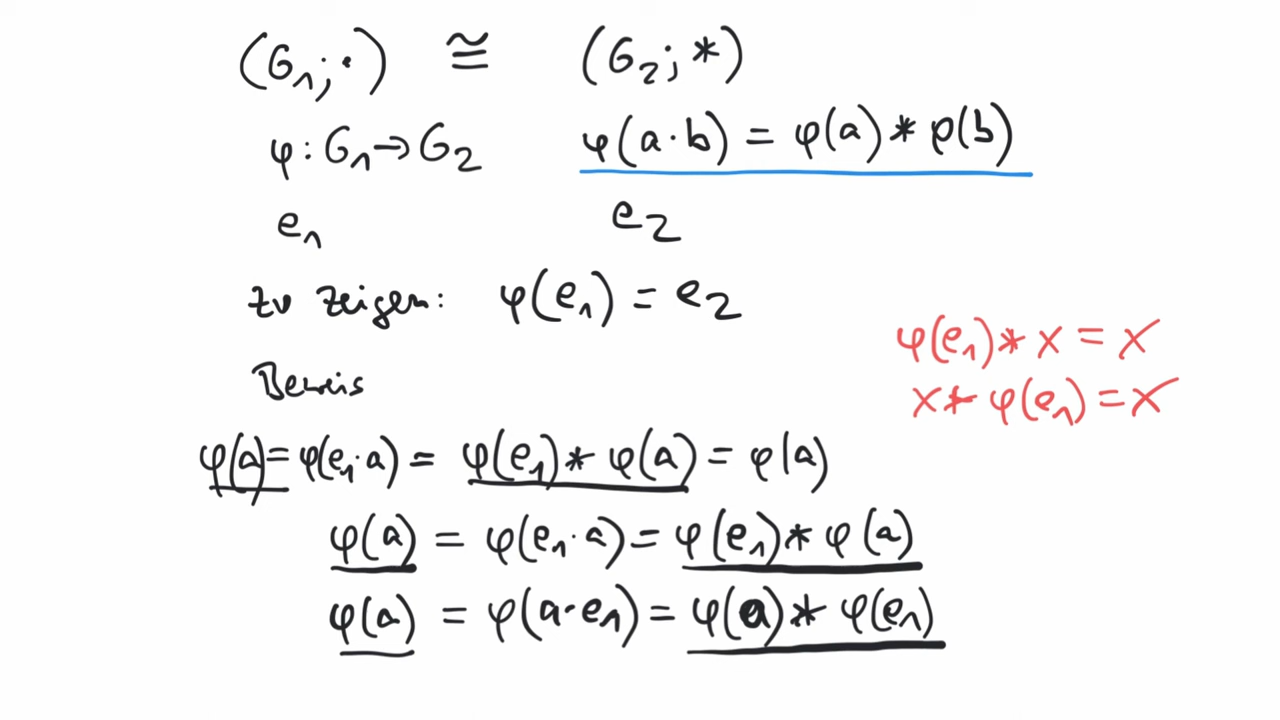 (G₁; ·) ≅ (G₂; *)
φ: G₁ → G₂ φ(a · b) = φ(a) * ρ(b)
e₁ e₂
zu zeigen: φ(e₁) = e₂
φ(e₁) * x = x
x * φ(e₁) = x
Beweis
φ(a) = φ(e₁ · a) = φ(e₁) * φ(a) = φ(a)
φ(a) = φ(e₁ · a) = φ(e₁) * φ(a)
φ(a) = φ(a · e₁) = φ(a) * φ(e₁)